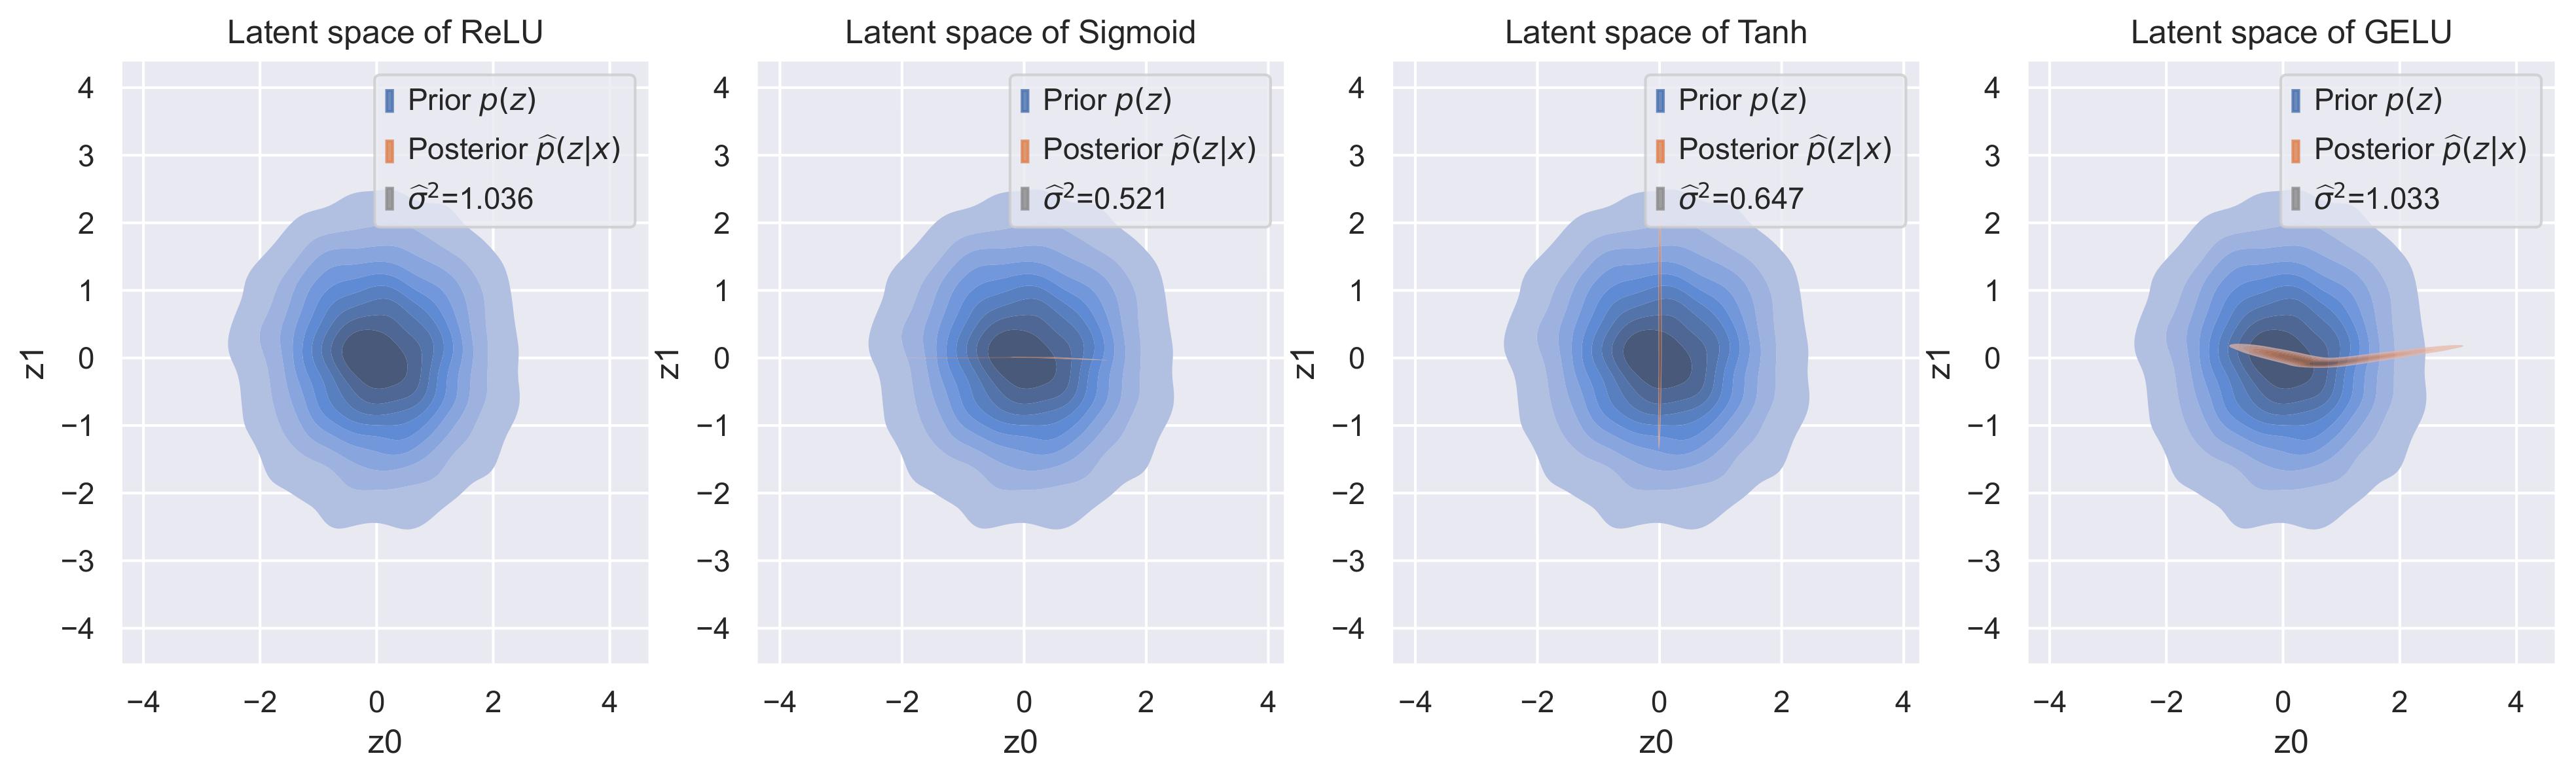 Latent space of ReLU
Prior p(z)
Posterior p̂(z|x)
σ̂²=1.036
4
3
2
1
0
−1
−2
−3
−4
z1
−4 −2 0 2 4
z0
Latent space of Sigmoid
Prior p(z)
Posterior p̂(z|x)
σ̂²=0.521
4
3
2
1
0
−1
−2
−3
−4
z1
−4 −2 0 2 4
z0
Latent space of Tanh
Prior p(z)
Posterior p̂(z|x)
σ̂²=0.647
4
3
2
1
0
−1
−2
−3
−4
z1
−4 −2 0 2 4
z0
Latent space of GELU
Prior p(z)
Posterior p̂(z|x)
σ̂²=1.033
4
3
2
1
0
−1
−2
−3
−4
z1
−4 −2 0 2 4
z0